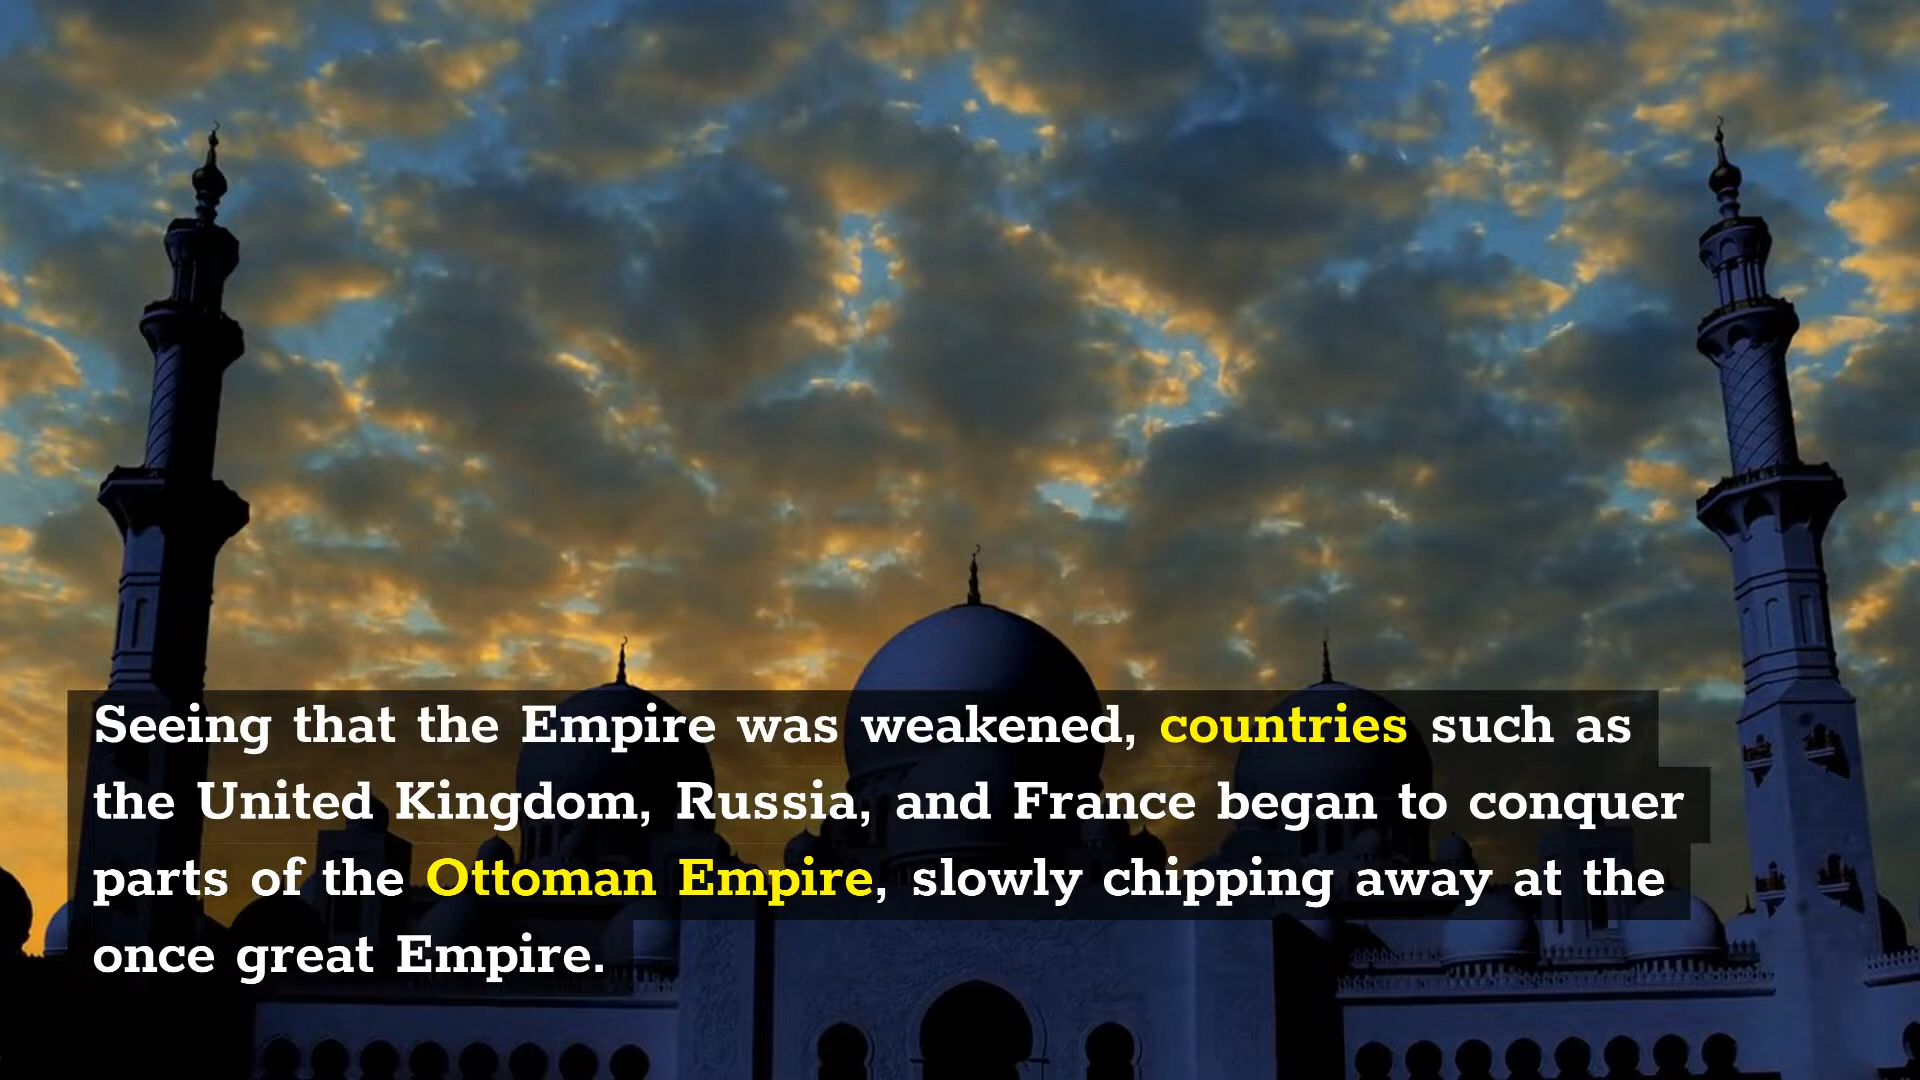 Seeing that the Empire was weakened, countries such as
the United Kingdom, Russia, and France began to conquer
parts of the Ottoman Empire, slowly chipping away at the
once great Empire.